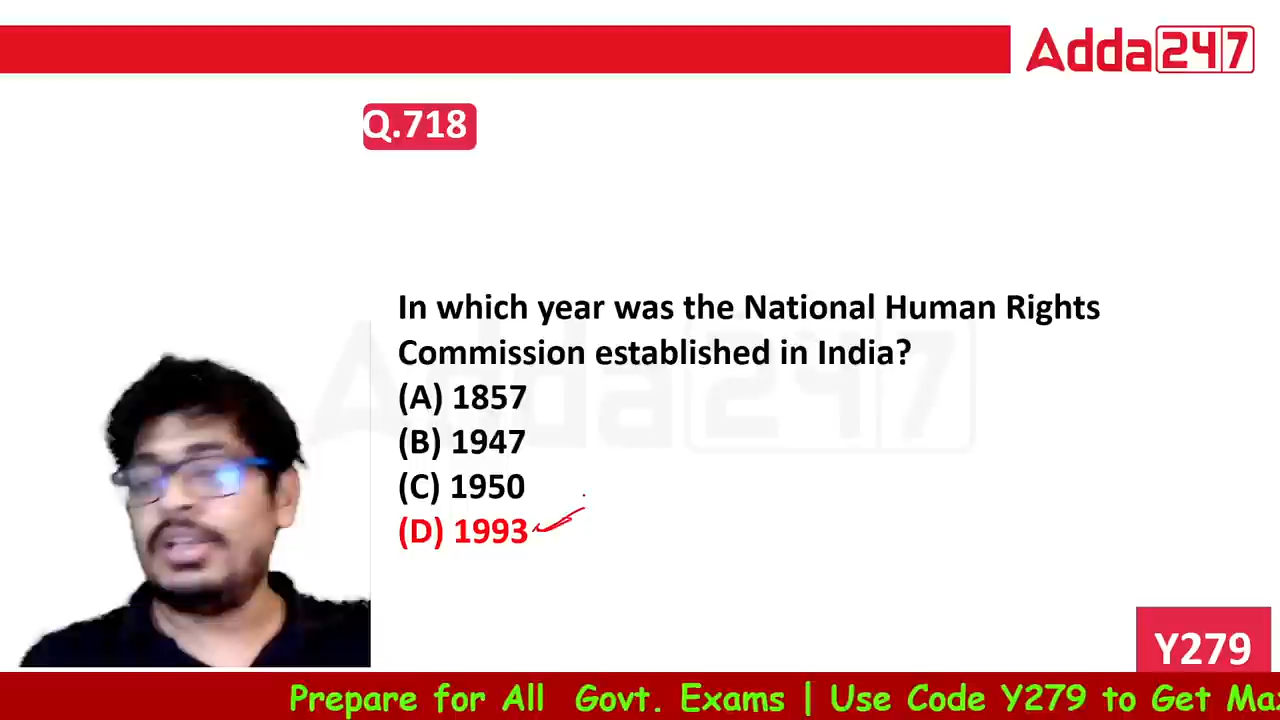 Adda247
Q.718
In which year was the National Human Rights
Commission established in India?
(A) 1857
(B) 1947
(C) 1950
(D) 1993
Y279
Prepare for All Govt. Exams | Use Code Y279 to Get Max